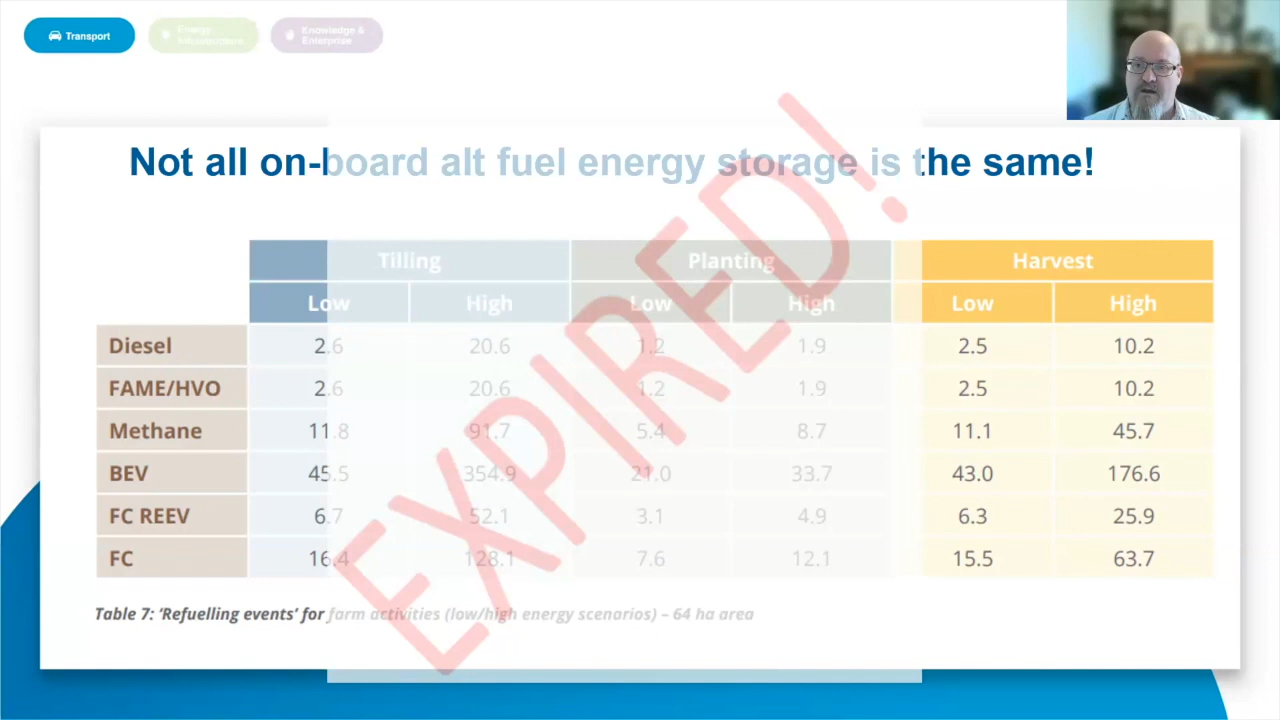 Transport
Energy
Infrastructure
Knowledge &
Enterprise
Not all on-board alt fuel energy storage is the same!
Tilling Planting Harvest
Low High Low High Low High
Diesel 2.6 20.6 1.2 1.9 2.5 10.2
FAME/HVO 2.6 20.6 1.2 1.9 2.5 10.2
Methane 11.8 91.7 5.4 8.7 11.1 45.7
BEV 45.5 354.9 21.0 33.7 43.0 176.6
FC REEV 6.7 52.1 3.1 4.9 6.3 25.9
FC 16.4 128.1 7.6 12.1 15.5 63.7
Table 7: ‘Refuelling events’ for farm activities (low/high energy scenarios) – 64 ha area
EXPIRED!